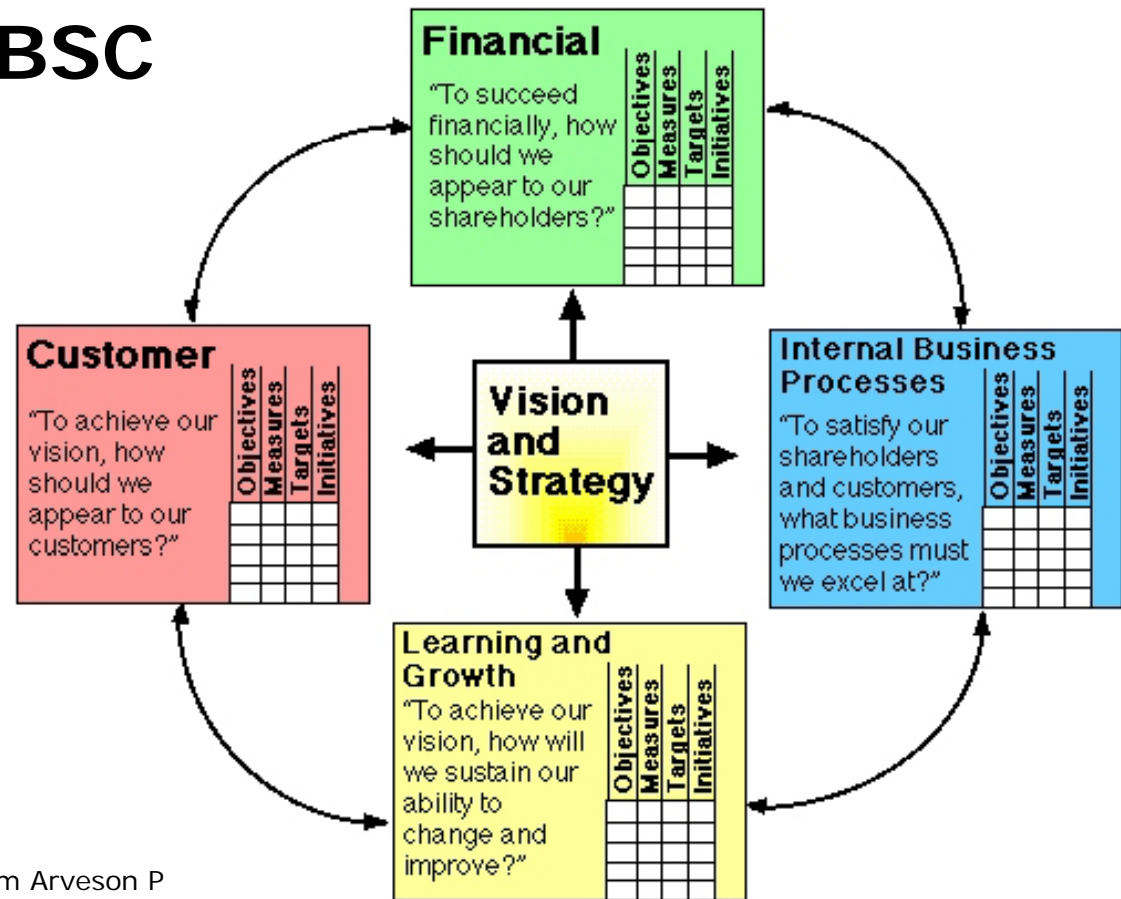 BSC
Financial
“To succeed
financially, how
should we
appear to our
shareholders?”
Objectives
Measures
Targets
Initiatives
Customer
“To achieve our
vision, how
should we
appear to our
customers?”
Objectives
Measures
Targets
Initiatives
Vision
and
Strategy
Internal Business
Processes
“To satisfy our
shareholders
and customers,
what business
processes must
we excel at?”
Objectives
Measures
Targets
Initiatives
Learning and
Growth
“To achieve our
vision, how will
we sustain our
ability to
change and
improve?”
Objectives
Measures
Targets
Initiatives
m Arveson P